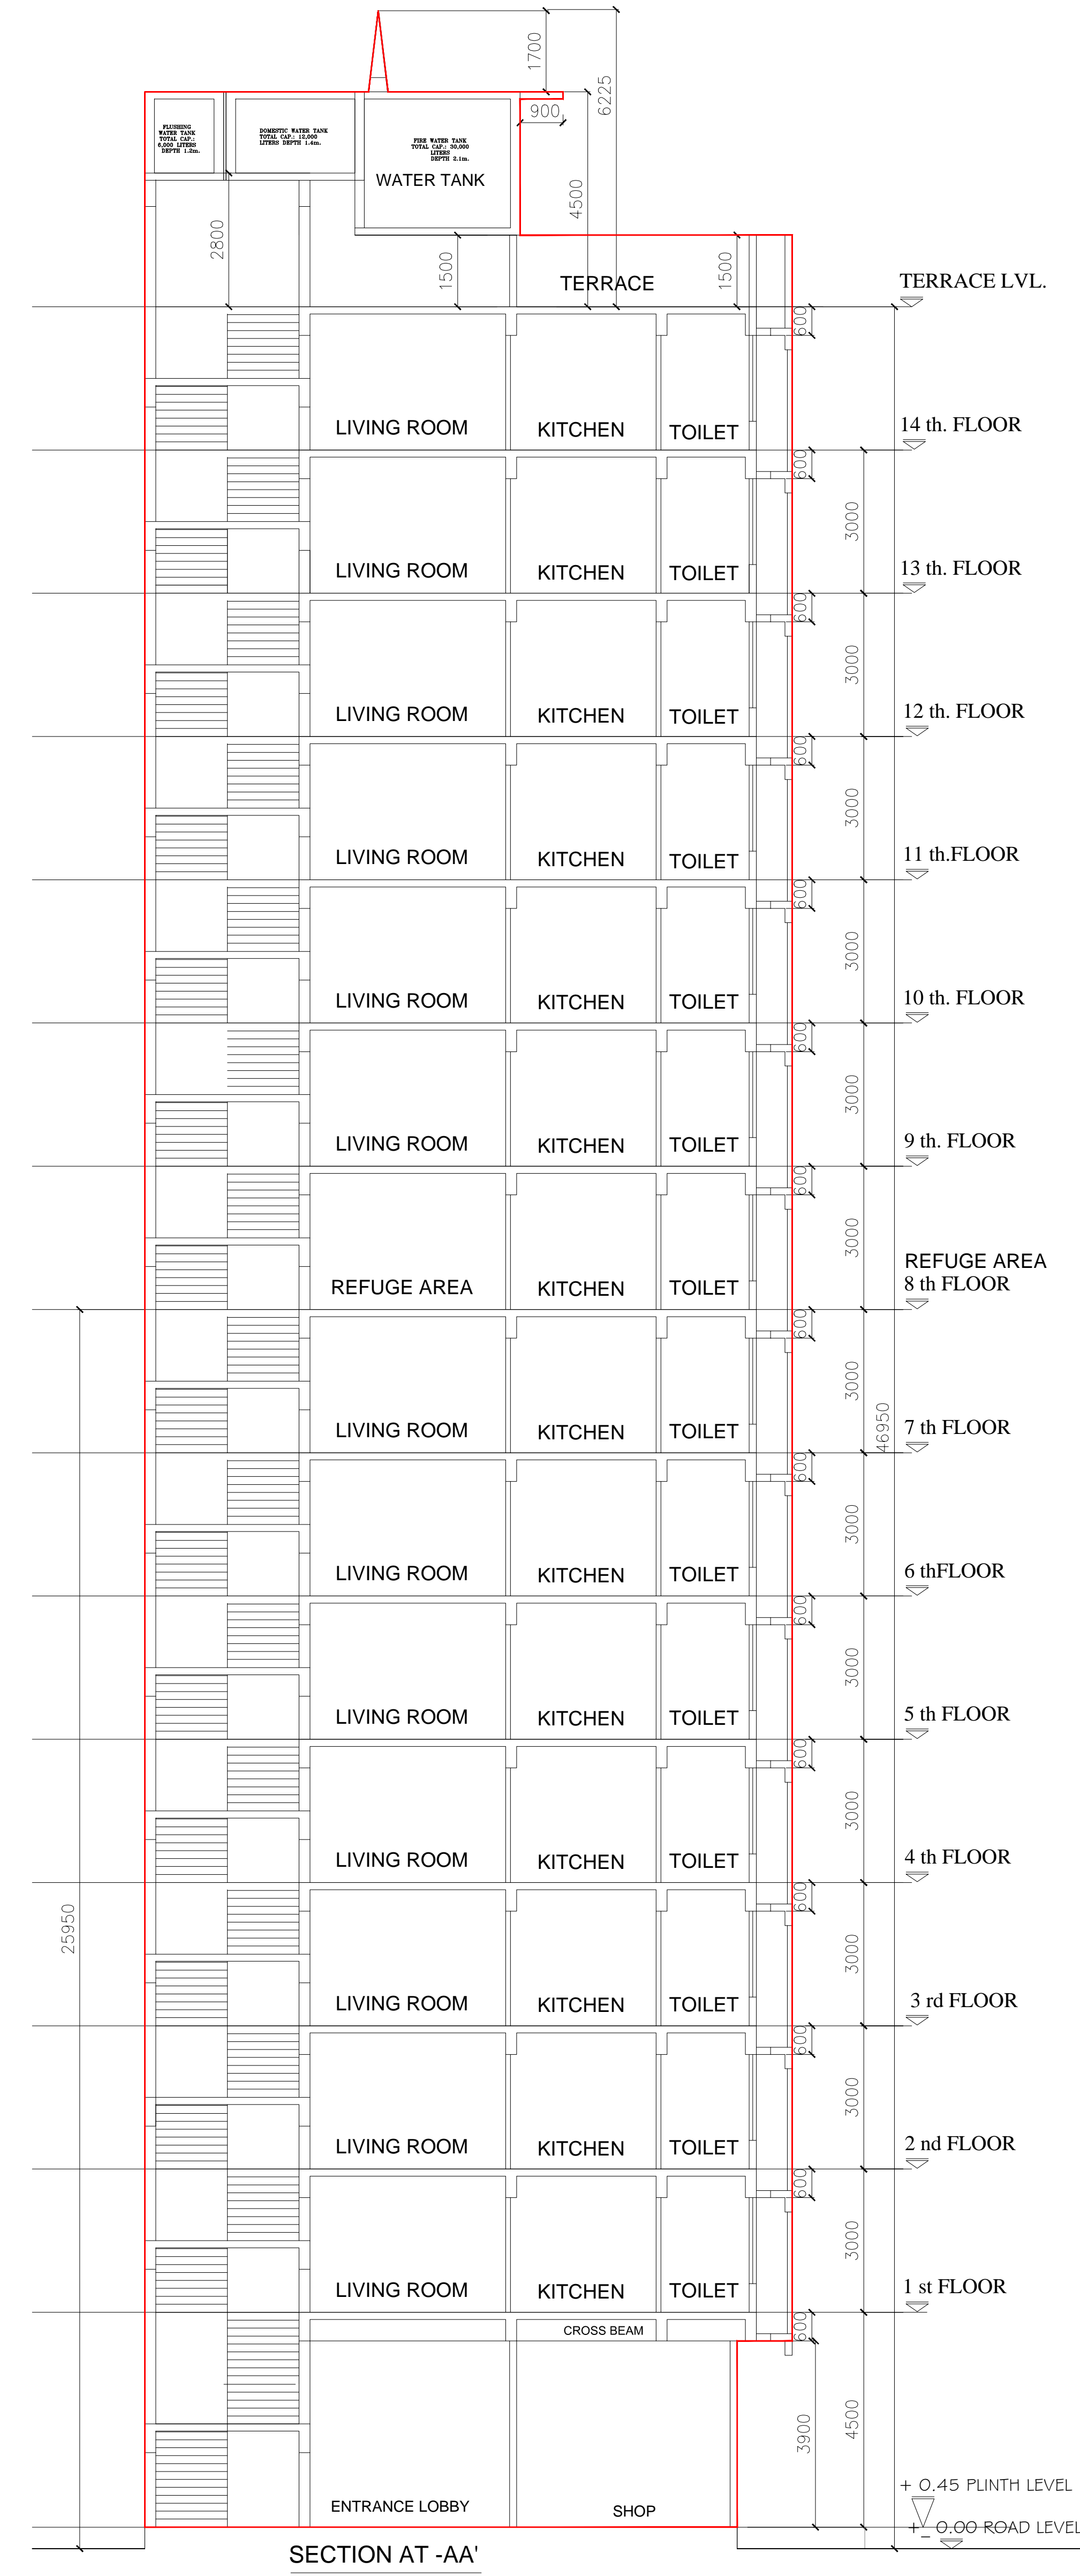 1700
6225
900
FLUSHING
WATER TANK
TOTAL CAP.:
6,000 LITERS
DEPTH 1.2m.
DOMESTIC WATER TANK
TOTAL CAP.: 12,000
LITERS DEPTH 1.4m.
FIRE WATER TANK
TOTAL CAP.: 30,000
LITERS
DEPTH 2.1m.
WATER TANK
4500
2800
1500
1500
TERRACE
TERRACE LVL.
600
LIVING ROOM
KITCHEN
TOILET
14 th. FLOOR
600
3000
LIVING ROOM
KITCHEN
TOILET
13 th. FLOOR
600
3000
LIVING ROOM
KITCHEN
TOILET
12 th. FLOOR
600
3000
LIVING ROOM
KITCHEN
TOILET
11 th.FLOOR
600
3000
LIVING ROOM
KITCHEN
TOILET
10 th. FLOOR
600
3000
LIVING ROOM
KITCHEN
TOILET
9 th. FLOOR
600
3000
REFUGE AREA
KITCHEN
TOILET
REFUGE AREA
8 th FLOOR
600
3000
46950
LIVING ROOM
KITCHEN
TOILET
7 th FLOOR
600
3000
LIVING ROOM
KITCHEN
TOILET
6 thFLOOR
600
3000
LIVING ROOM
KITCHEN
TOILET
5 th FLOOR
600
3000
LIVING ROOM
KITCHEN
TOILET
4 th FLOOR
25950
600
3000
LIVING ROOM
KITCHEN
TOILET
3 rd FLOOR
600
3000
LIVING ROOM
KITCHEN
TOILET
2 nd FLOOR
600
3000
LIVING ROOM
KITCHEN
TOILET
1 st FLOOR
600
CROSS BEAM
3900
4500
ENTRANCE LOBBY
SHOP
+ 0.45 PLINTH LEVEL
+_ 0.00 ROAD LEVEL
SECTION AT -AA'